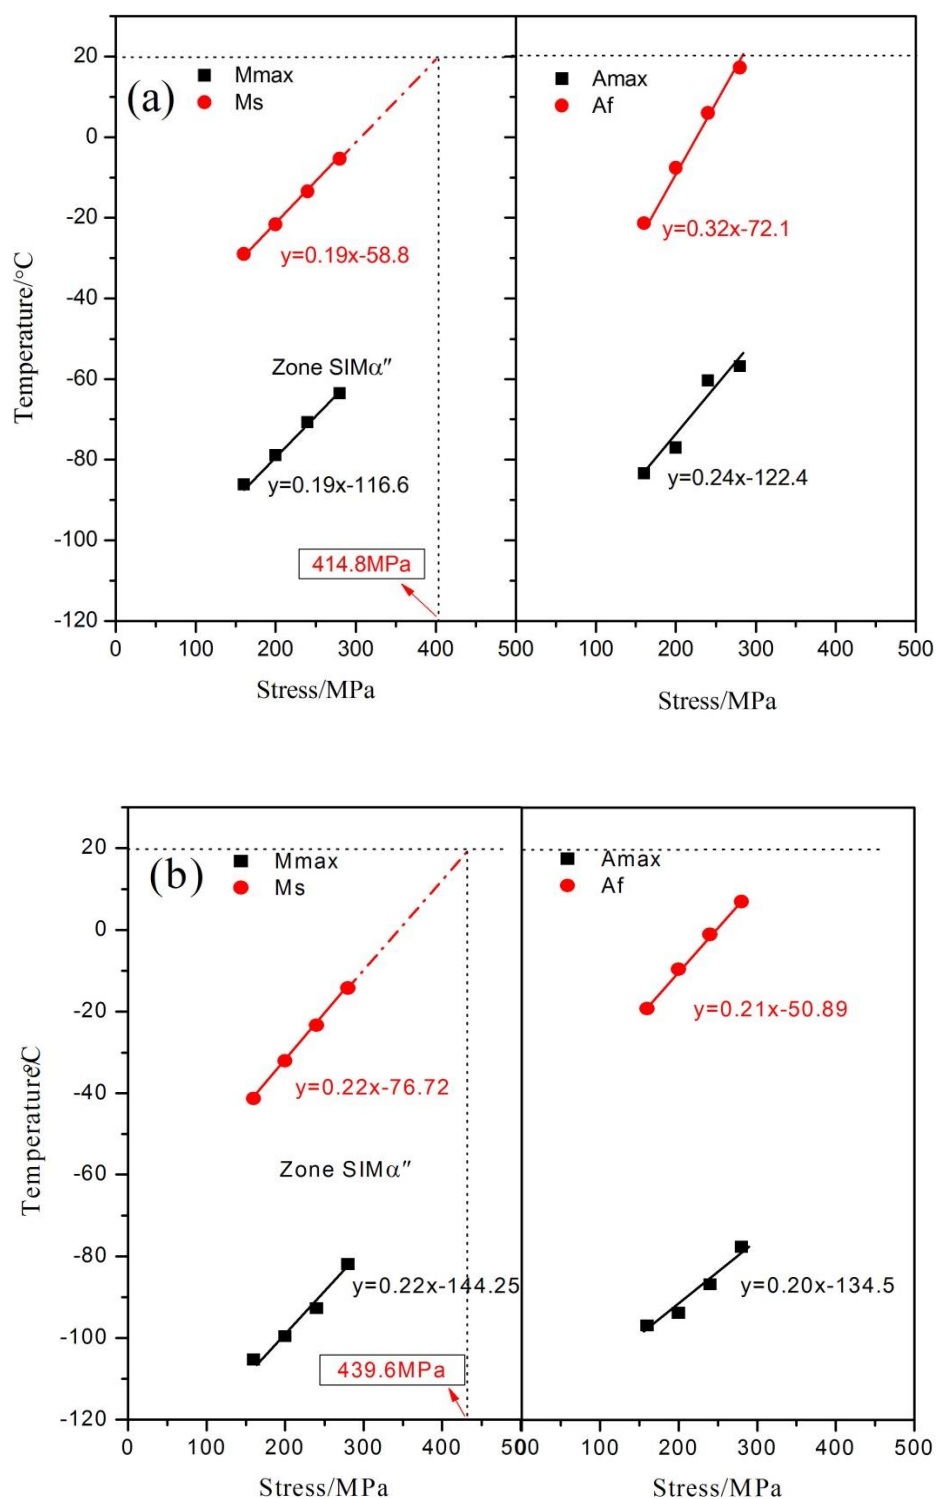 20
0
-20
-40
-60
-80
-100
-120
Temperature/°C
(a)
Mmax
Ms
y=0.19x-58.8
Zone SIMα″
y=0.19x-116.6
414.8MPa
0
100
200
300
400
500
Stress/MPa
Amax
Af
y=0.32x-72.1
y=0.24x-122.4
100
200
300
400
500
Stress/MPa
20
0
-20
-40
-60
-80
-100
-120
(b)
Mmax
Ms
y=0.22x-76.72
Zone SIMα″
y=0.22x-144.25
439.6MPa
0
100
200
300
400
Stress/MPa
Amax
Af
y=0.21x-50.89
y=0.20x-134.5
100
200
300
400
500
Stress/MPa